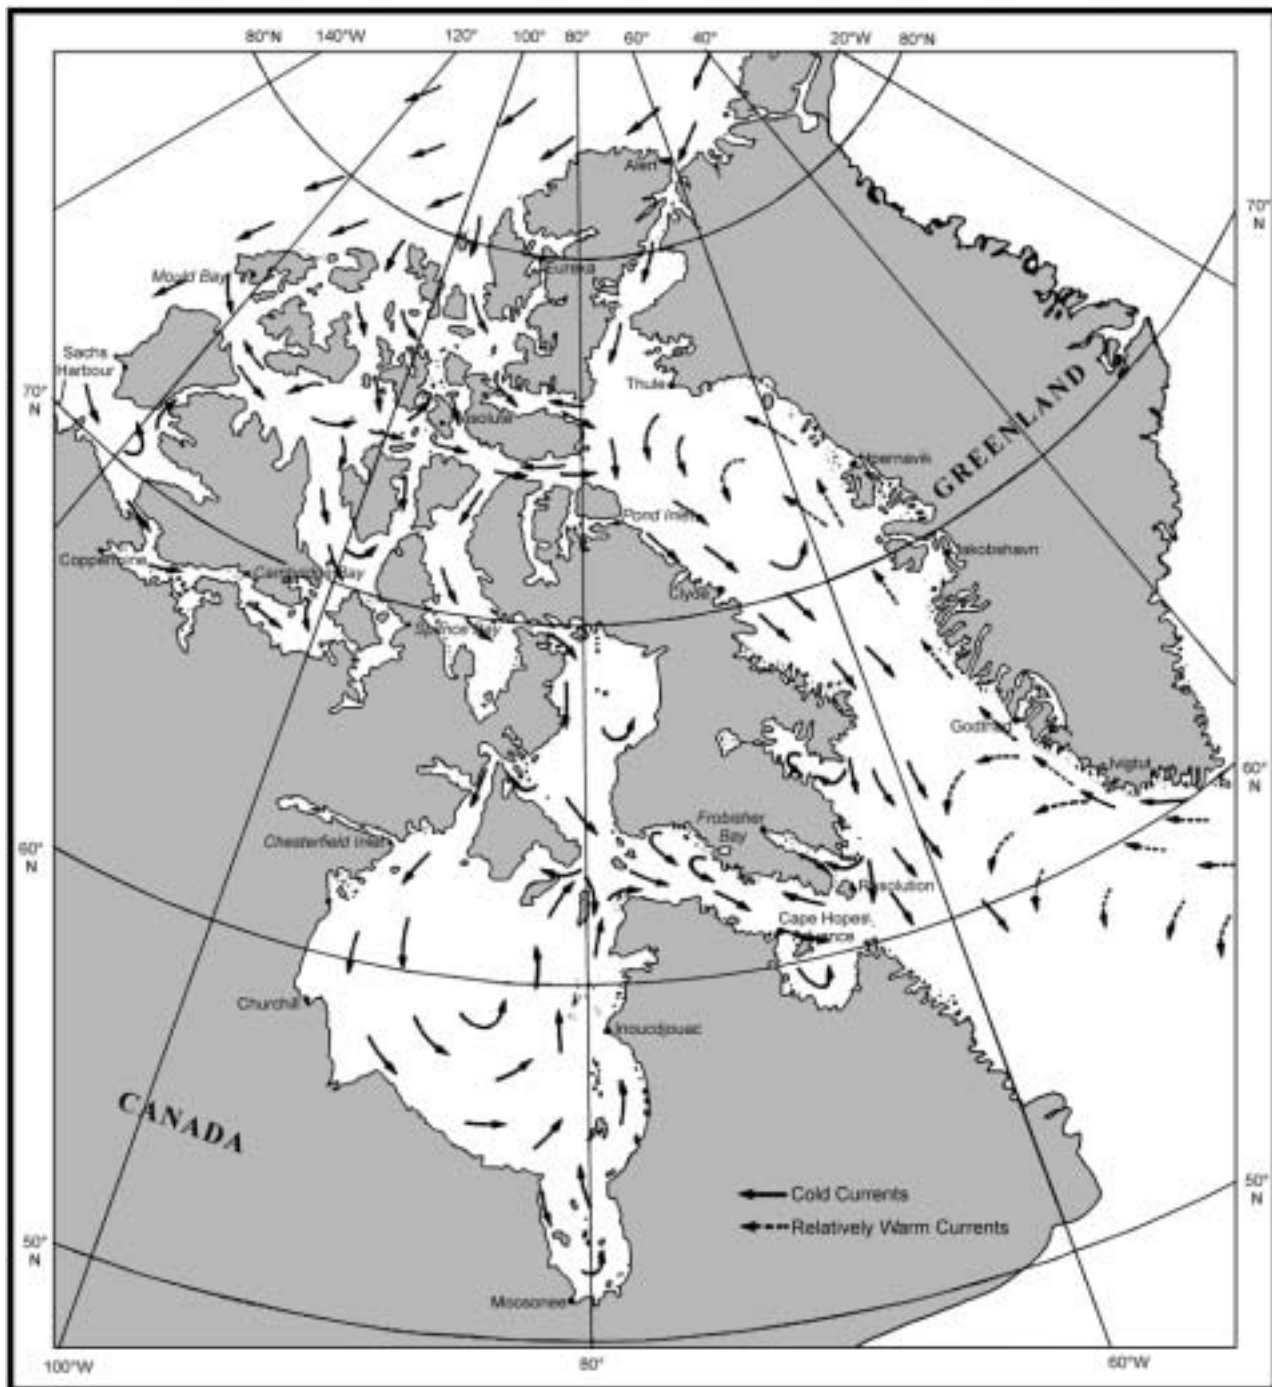 80°N 140°W 120° 100° 80° 60° 40° 20°W 80°N
Alert
70°
N
Mould Bay
Eureka
Sachs
Harbour
Thule
70°
N
Resolute
GREENLAND
Upernavik
Pond Inlet
Jakobshavn
Coppermine
Cambridge Bay
Clyde
Spence Bay
Godthab
Ivigtut
60°
N
Frobisher
Bay
Chesterfield Inlet
60°
N
Resolution
Cape Hopes
Advance
Churchill
Inoucdjouac
CANADA
50°
N
Cold Currents
Relatively Warm Currents
50°
N
Moosonee
100°W 80° 60°W